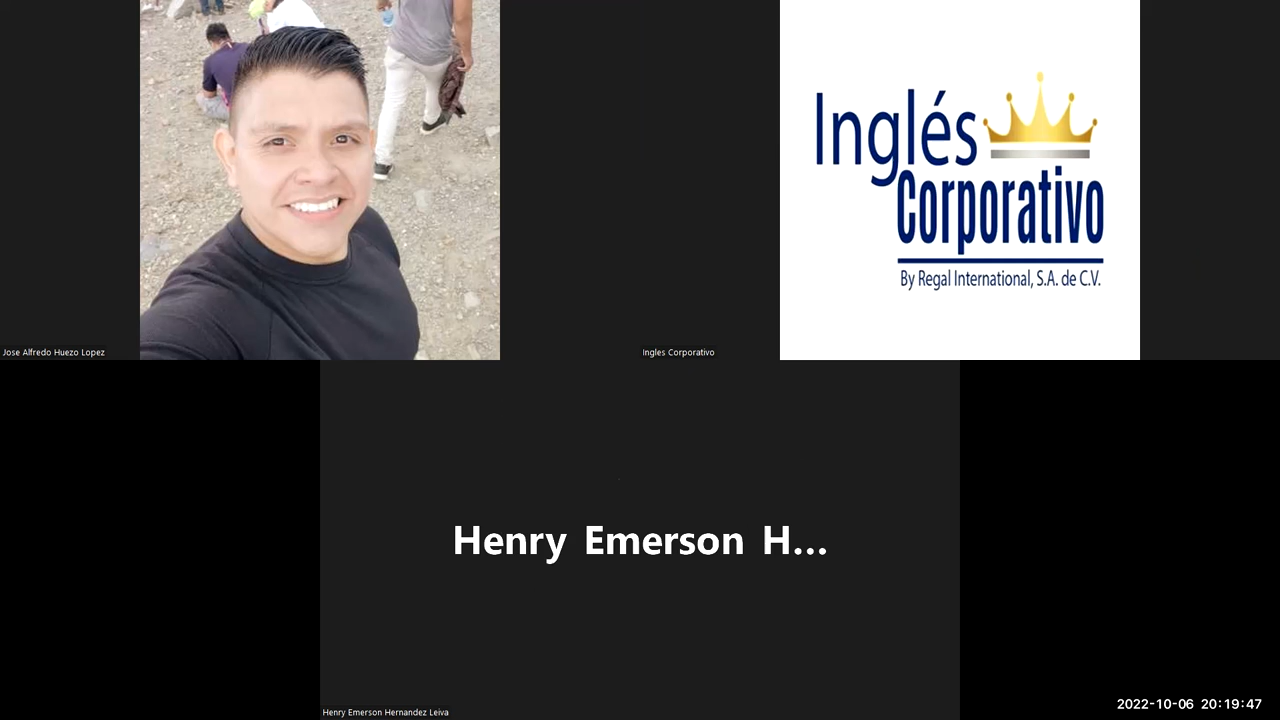 Inglés
Corporativo
By Regal International, S.A. de C.V.
Jose Alfredo Huezo Lopez
Ingles Corporativo
Henry Emerson H...
Henry Emerson Hernandez Leiva
2022-10-06 20:19:47